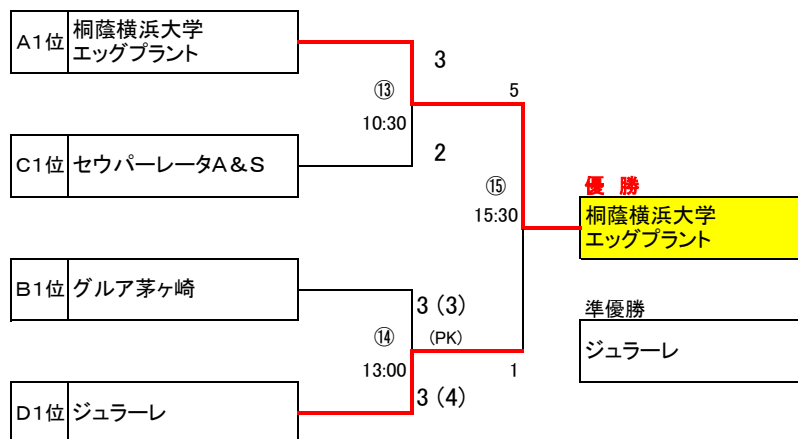 A1位
桐蔭横浜大学
エッグプラント
3
⑬
10:30
5
C1位
セウパーレータA&S
2
⑮
15:30
優 勝
桐蔭横浜大学
エッグプラント
B1位
グルア茅ヶ崎
3 (3)
⑭
(PK)
13:00
1
準優勝
ジュラーレ
D1位
ジュラーレ
3 (4)